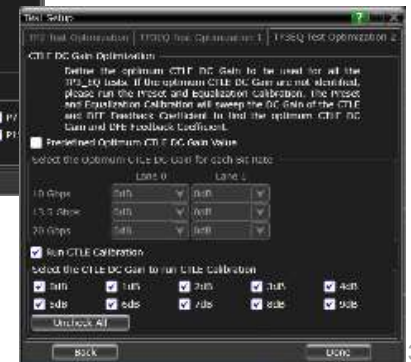 Test Setup
?
X
TP2 Test Optimization
TP3EQ Test Optimization 1
TP3EQ Test Optimization 2
CTLE DC Gain Optimization
Define the optimum CTLE DC Gain to be used for all the
TP3_EQ tests. If the optimum CTLE DC Gain are not identified,
please run the Preset and Equalization Calibration. The Preset
and Equalization Calibration will sweep the DC Gain of the CTLE
and DFE Feedback Coefficient to find the optimum CTLE DC
Gain and DFE Feedback Coefficient.
Predefined Optimum CTLE DC Gain Value
Select the Optimum CTLE DC Gain for each Bit Rate
Lane 0
Lane 1
10 Gbps
0dB
0dB
13.5 Gbps
0dB
0dB
20 Gbps
0dB
0dB
Run CTLE Calibration
Select the CTLE DC Gain to run CTLE Calibration
0dB
1dB
2dB
3dB
4dB
5dB
6dB
7dB
8dB
9dB
Uncheck All
Back
Done